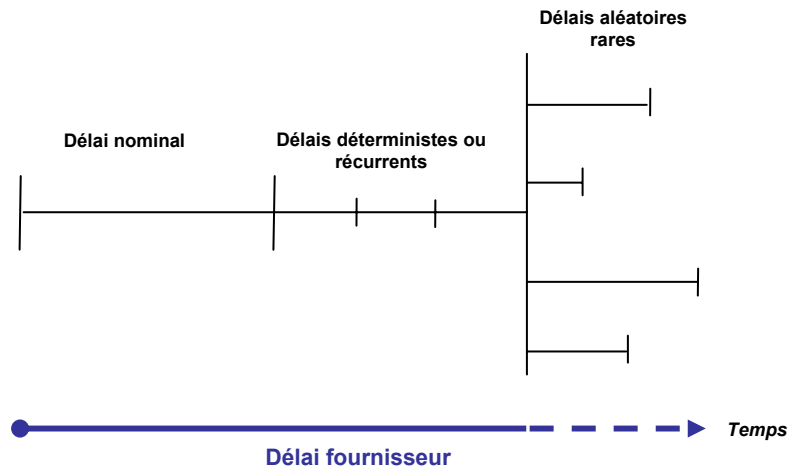 Délais aléatoires
rares
Délai nominal
Délais déterministes ou
récurrents
Temps
Délai fournisseur